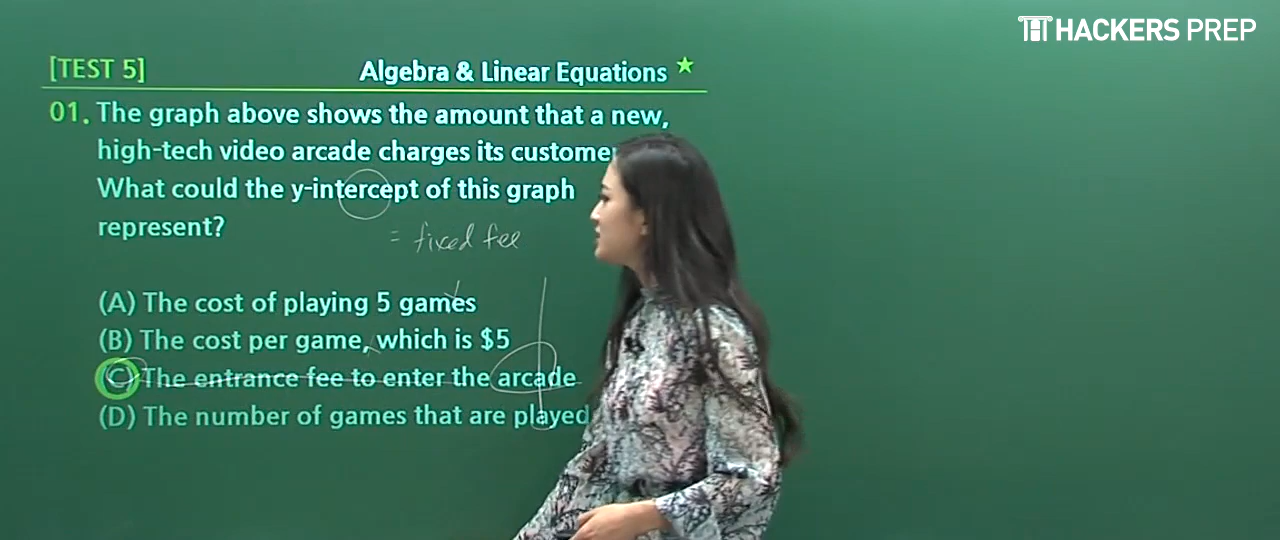 HACKERS PREP
[TEST 5]
Algebra & Linear Equations ★
01. The graph above shows the amount that a new,
high-tech video arcade charges its
What could the y-intercept of this graph
represent?
= fixed fee
(A) The cost of playing 5 games
(B) The cost per game, which is $5
(C) The entrance fee to enter the arcade
(D) The number of games that are played